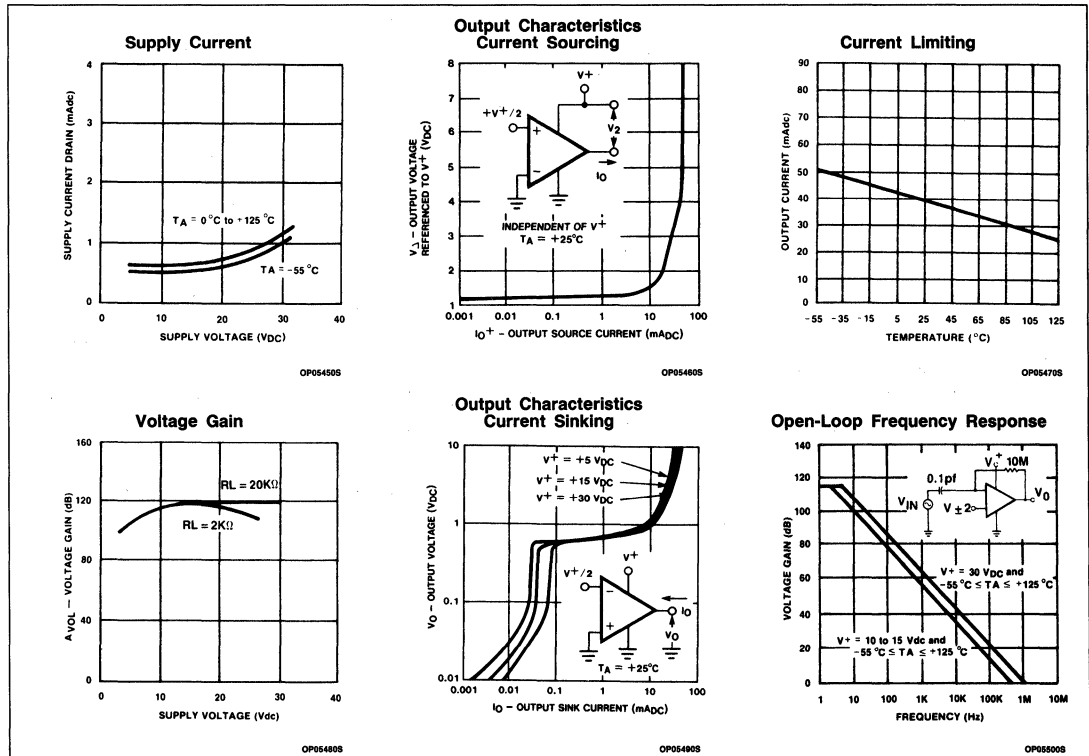 Supply Current
SUPPLY CURRENT DRAIN (mAdc)
4
3
2
1
0
TA = 0°C to +125°C
TA = -55°C
0 10 20 30 40
SUPPLY VOLTAGE (VDC)
OP05450S
Output Characteristics
Current Sourcing
V△ – OUTPUT VOLTAGE
REFERENCED TO V+ (VDC)
8
7
6
5
4
3
2
1
V+
+V+/2
+
−
V2
IO
INDEPENDENT OF V+
TA = +25°C
0.001 0.01 0.1 1 10 100
IO+ – OUTPUT SOURCE CURRENT (mADC)
OP05460S
Current Limiting
OUTPUT CURRENT (mAdc)
90
80
70
60
50
40
30
20
10
0
-55 -35 -15 5 25 45 65 85 105 125
TEMPERATURE (°C)
OP05470S
Voltage Gain
AVOL — VOLTAGE GAIN (dB)
160
120
80
40
0
RL = 20KΩ
RL = 2KΩ
0 10 20 30 40
SUPPLY VOLTAGE (Vdc)
OP05480S
Output Characteristics
Current Sinking
VO – OUTPUT VOLTAGE (VDC)
10
1
0.1
0.01
V+ = +5 VDC
V+ = +15 VDC
V+ = +30 VDC
V+/2
V+
−
+
IO
VO
TA = +25°C
0.001 0.01 0.1 1 10 100
IO – OUTPUT SINK CURRENT (mADC)
OP05490S
Open-Loop Frequency Response
VOLTAGE GAIN (dB)
140
120
100
80
60
40
20
0
0.1pf
10M
VIN
V ±2
−
+
VO
V+ = 30 VDC and
-55°C ≤ TA ≤ +125°C
V+ = 10 to 15 Vdc and
-55°C ≤ TA ≤ +125°C
1 10 100 1K 10K 100K 1M 10M
FREQUENCY (Hz)
OP05500S